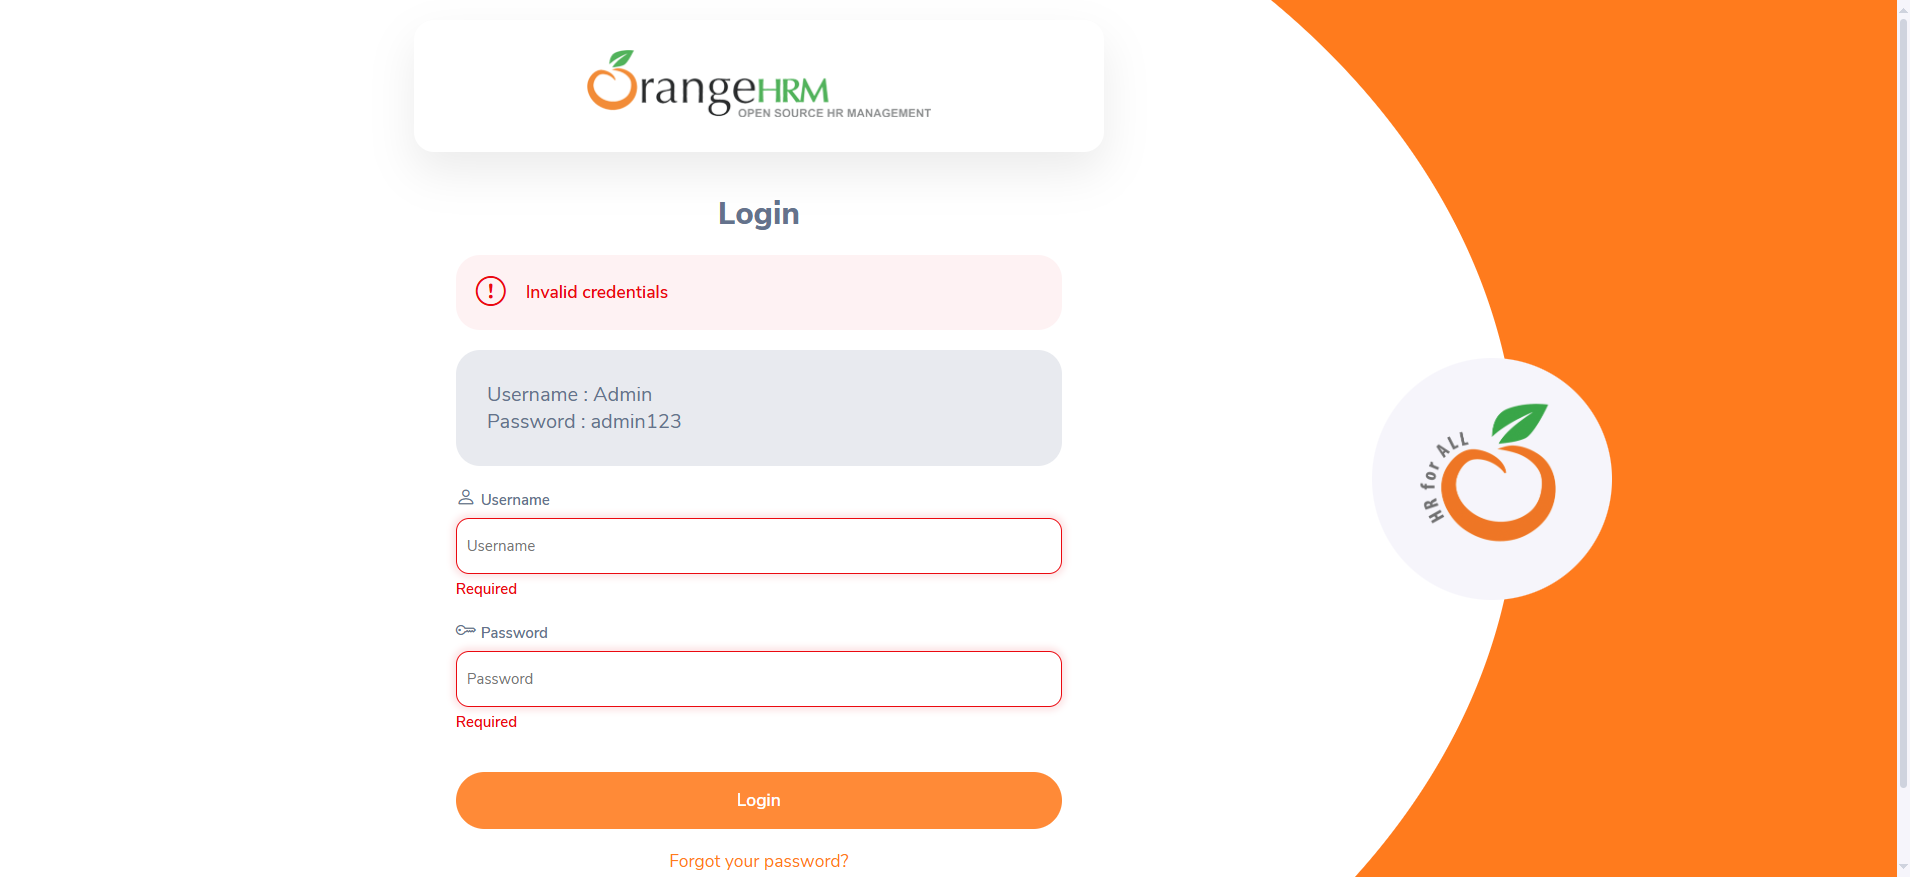 OrangeHRM
OPEN SOURCE HR MANAGEMENT
Login
Invalid credentials
Username : Admin
Password : admin123
Username
Username
Required
Password
Password
Required
Login
Forgot your password?
HR for ALL